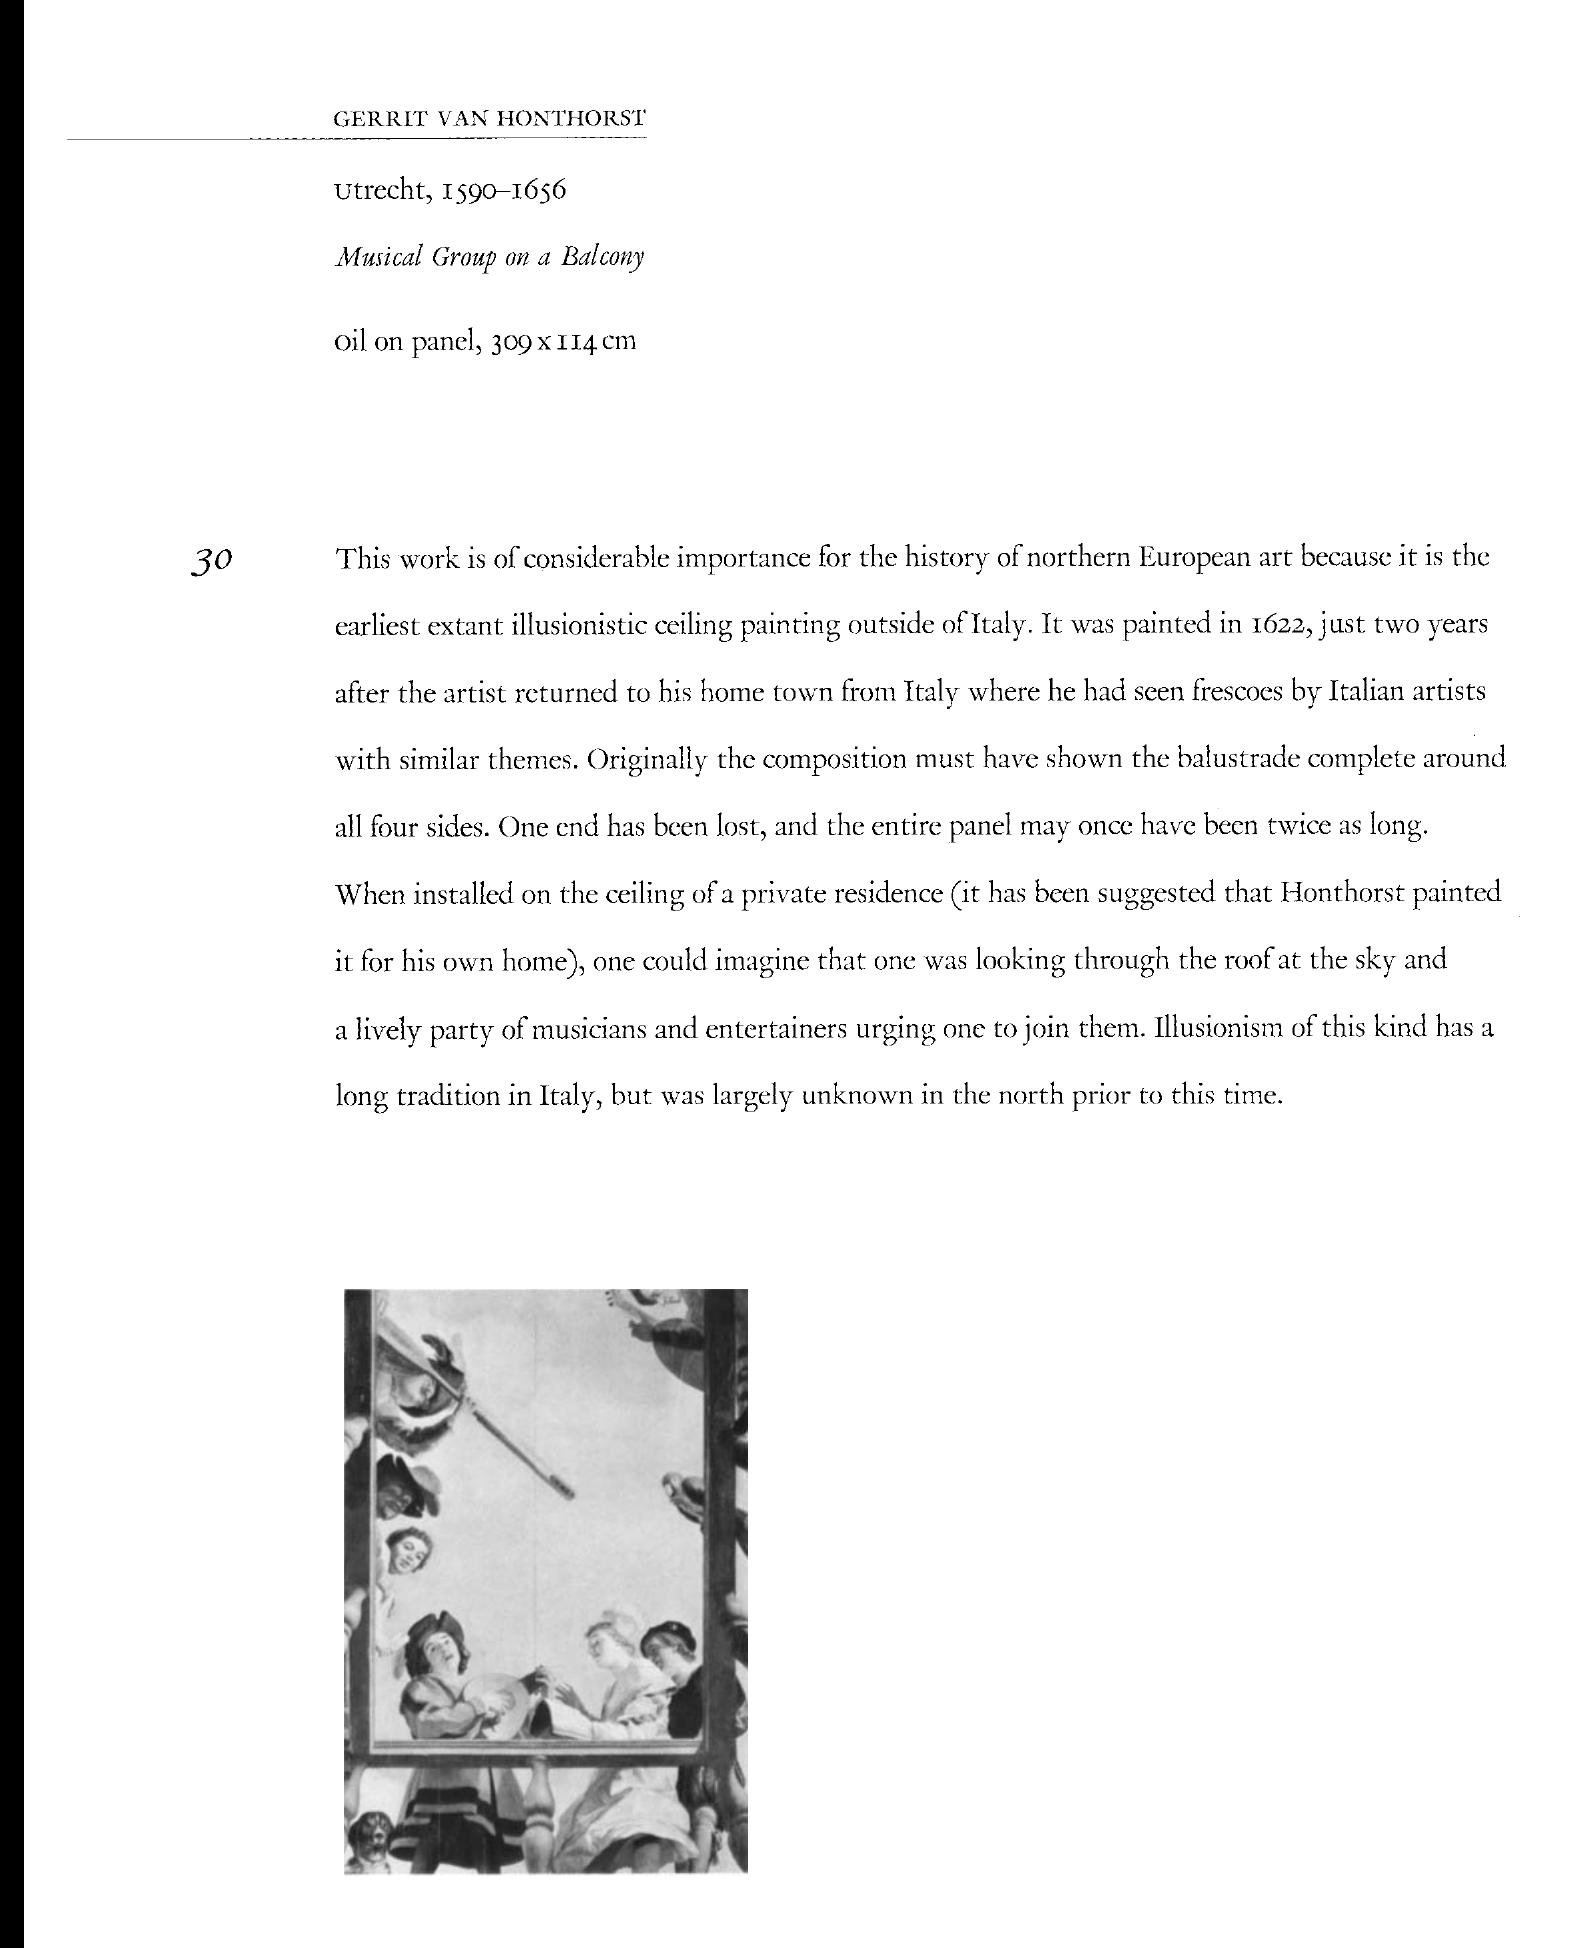 GERRIT VAN HONTHORST
Utrecht, 1590–1656
Musical Group on a Balcony
Oil on panel, 309 x 114 cm
30
This work is of considerable importance for the history of northern European art because it is the
earliest extant illusionistic ceiling painting outside of Italy. It was painted in 1622, just two years
after the artist returned to his home town from Italy where he had seen frescoes by Italian artists
with similar themes. Originally the composition must have shown the balustrade complete around
all four sides. One end has been lost, and the entire panel may once have been twice as long.
When installed on the ceiling of a private residence (it has been suggested that Honthorst painted
it for his own home), one could imagine that one was looking through the roof at the sky and
a lively party of musicians and entertainers urging one to join them. Illusionism of this kind has a
long tradition in Italy, but was largely unknown in the north prior to this time.